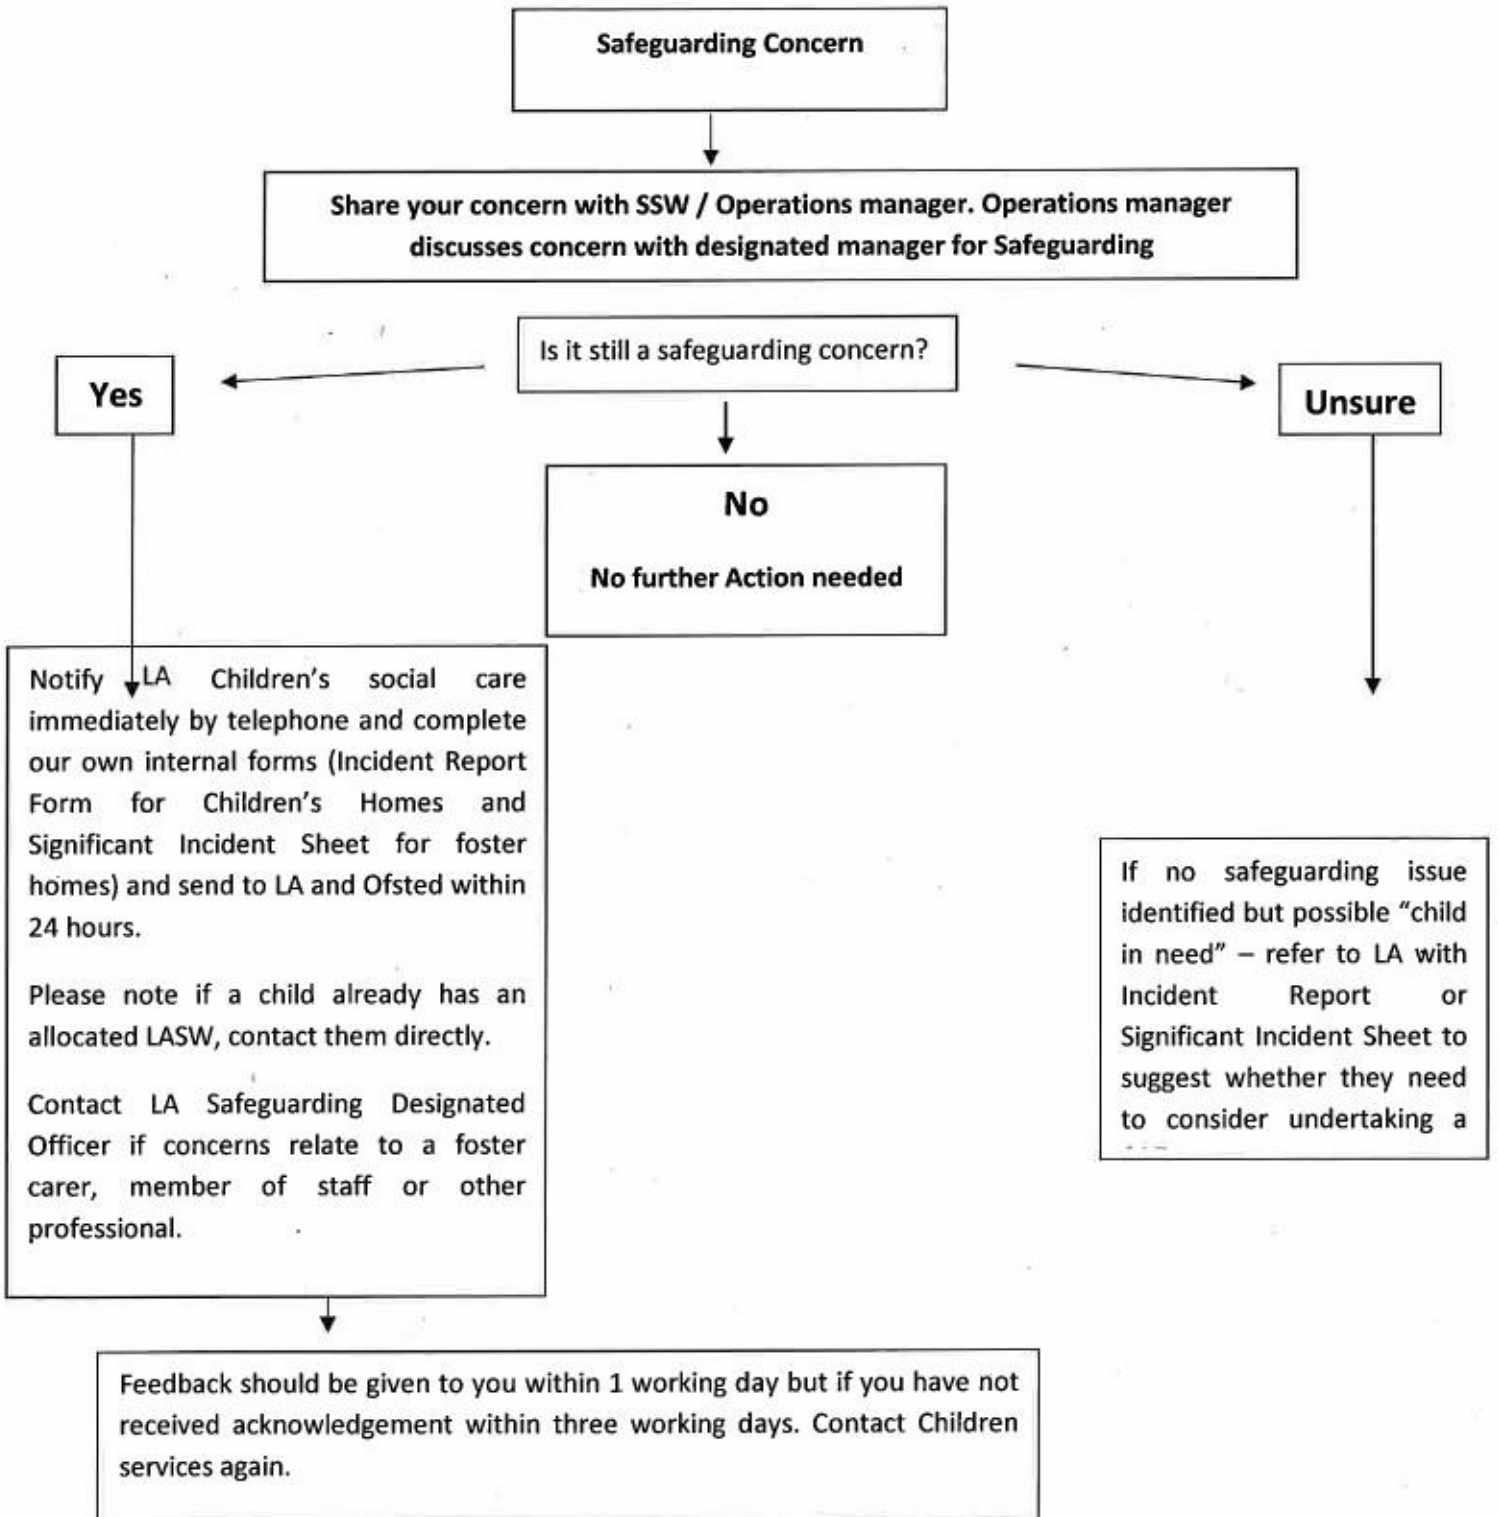 Safeguarding Concern
Share your concern with SSW / Operations manager. Operations manager
discusses concern with designated manager for Safeguarding
Is it still a safeguarding concern?
Yes
Unsure
No
No further Action needed
Notify LA Children's social care
immediately by telephone and complete
our own internal forms (Incident Report
Form for Children's Homes and
Significant Incident Sheet for foster
homes) and send to LA and Ofsted within
24 hours.
Please note if a child already has an
allocated LASW, contact them directly.
Contact LA Safeguarding Designated
Officer if concerns relate to a foster
carer, member of staff or other
professional.
If no safeguarding issue
identified but possible "child
in need" – refer to LA with
Incident Report or
Significant Incident Sheet to
suggest whether they need
to consider undertaking a
Feedback should be given to you within 1 working day but if you have not
received acknowledgement within three working days. Contact Children
services again.